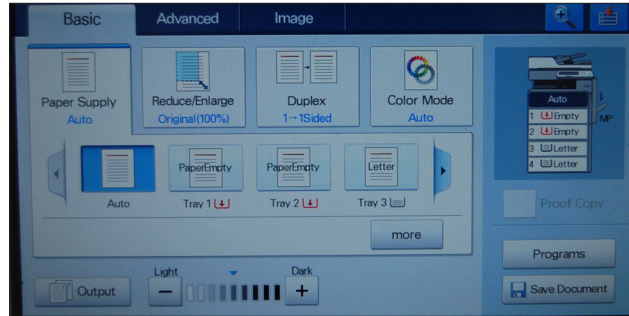 Basic
Advanced
Image
Paper Supply
Auto
Reduce/Enlarge
Original(100%)
Duplex
1→1Sided
Color Mode
Auto
Auto
PaperEmpty
Tray 1
PaperEmpty
Tray 2
Letter
Tray 3
more
Output
Light
Dark
Auto
1 Empty
2 Empty
3 Letter
4 Letter
MP
Proof Copy
Programs
Save Document